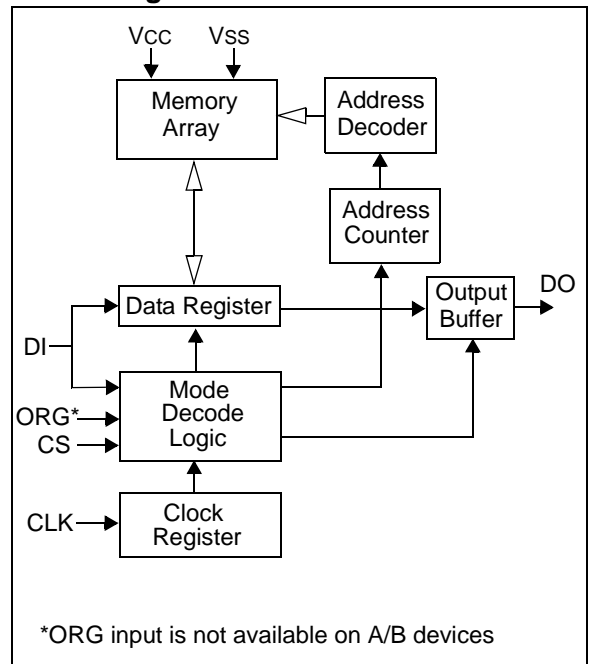 VCC VSS
Memory
Array
Address
Decoder
Address
Counter
Data Register
Output
Buffer
DO
DI
Mode
Decode
Logic
ORG*
CS
CLK
Clock
Register
*ORG input is not available on A/B devices